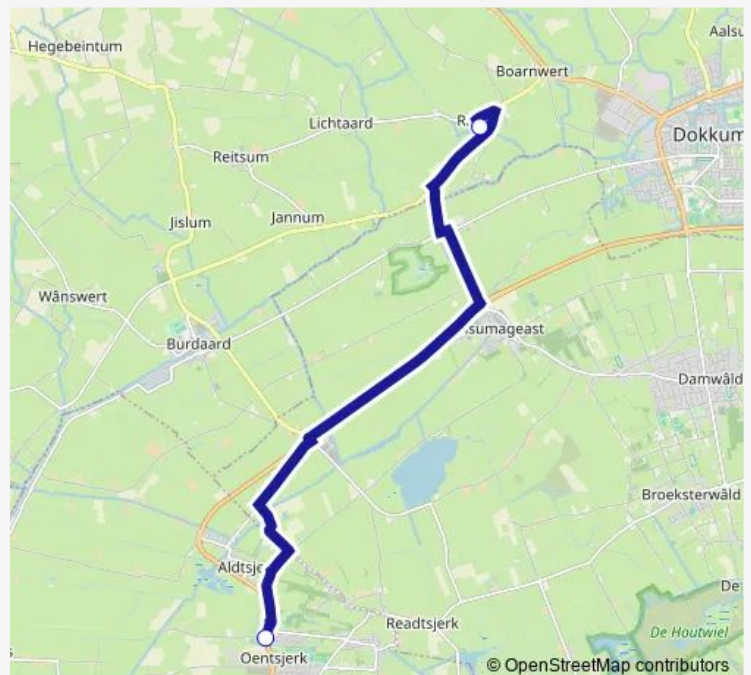 Hegebeintum
Aalsu
Boarnwert
Lichtaard
R.
Dokkum
Reitsum
Jislum
Jannum
Wânswert
Burdaard
sumageast
Damwâld
Broeksterwâld
Aldtsje
De
Readtsjerk
De Houtwiel
Oentsjerk
© OpenStreetMap contributors